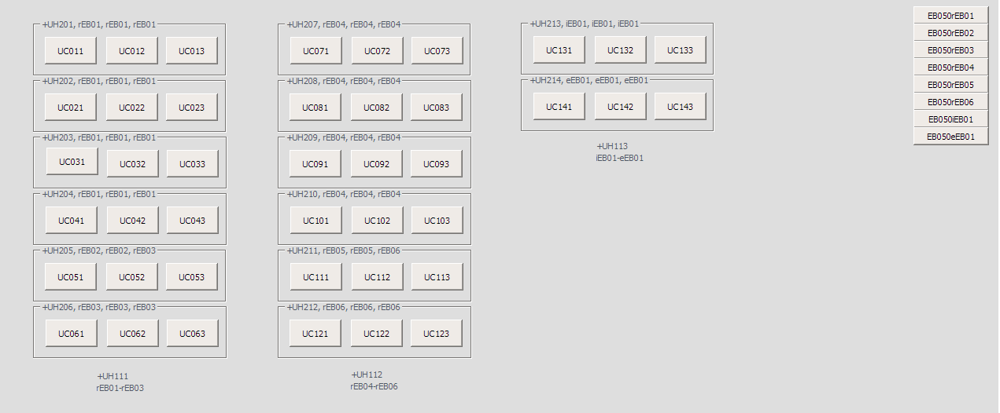 +UH201, rEB01, rEB01, rEB01
UC011 UC012 UC013
+UH202, rEB01, rEB01, rEB01
UC021 UC022 UC023
+UH203, rEB01, rEB01, rEB01
UC031 UC032 UC033
+UH204, rEB01, rEB01, rEB01
UC041 UC042 UC043
+UH205, rEB02, rEB02, rEB03
UC051 UC052 UC053
+UH206, rEB03, rEB03, rEB03
UC061 UC062 UC063
+UH111
rEB01-rEB03
+UH207, rEB04, rEB04, rEB04
UC071 UC072 UC073
+UH208, rEB04, rEB04, rEB04
UC081 UC082 UC083
+UH209, rEB04, rEB04, rEB04
UC091 UC092 UC093
+UH210, rEB04, rEB04, rEB04
UC101 UC102 UC103
+UH211, rEB05, rEB05, rEB06
UC111 UC112 UC113
+UH212, rEB06, rEB06, rEB06
UC121 UC122 UC123
+UH112
rEB04-rEB06
+UH213, iEB01, iEB01, iEB01
UC131 UC132 UC133
+UH214, eEB01, eEB01, eEB01
UC141 UC142 UC143
+UH113
iEB01-eEB01
EB050rEB01
EB050rEB02
EB050rEB03
EB050rEB04
EB050rEB05
EB050rEB06
EB050iEB01
EB050eEB01